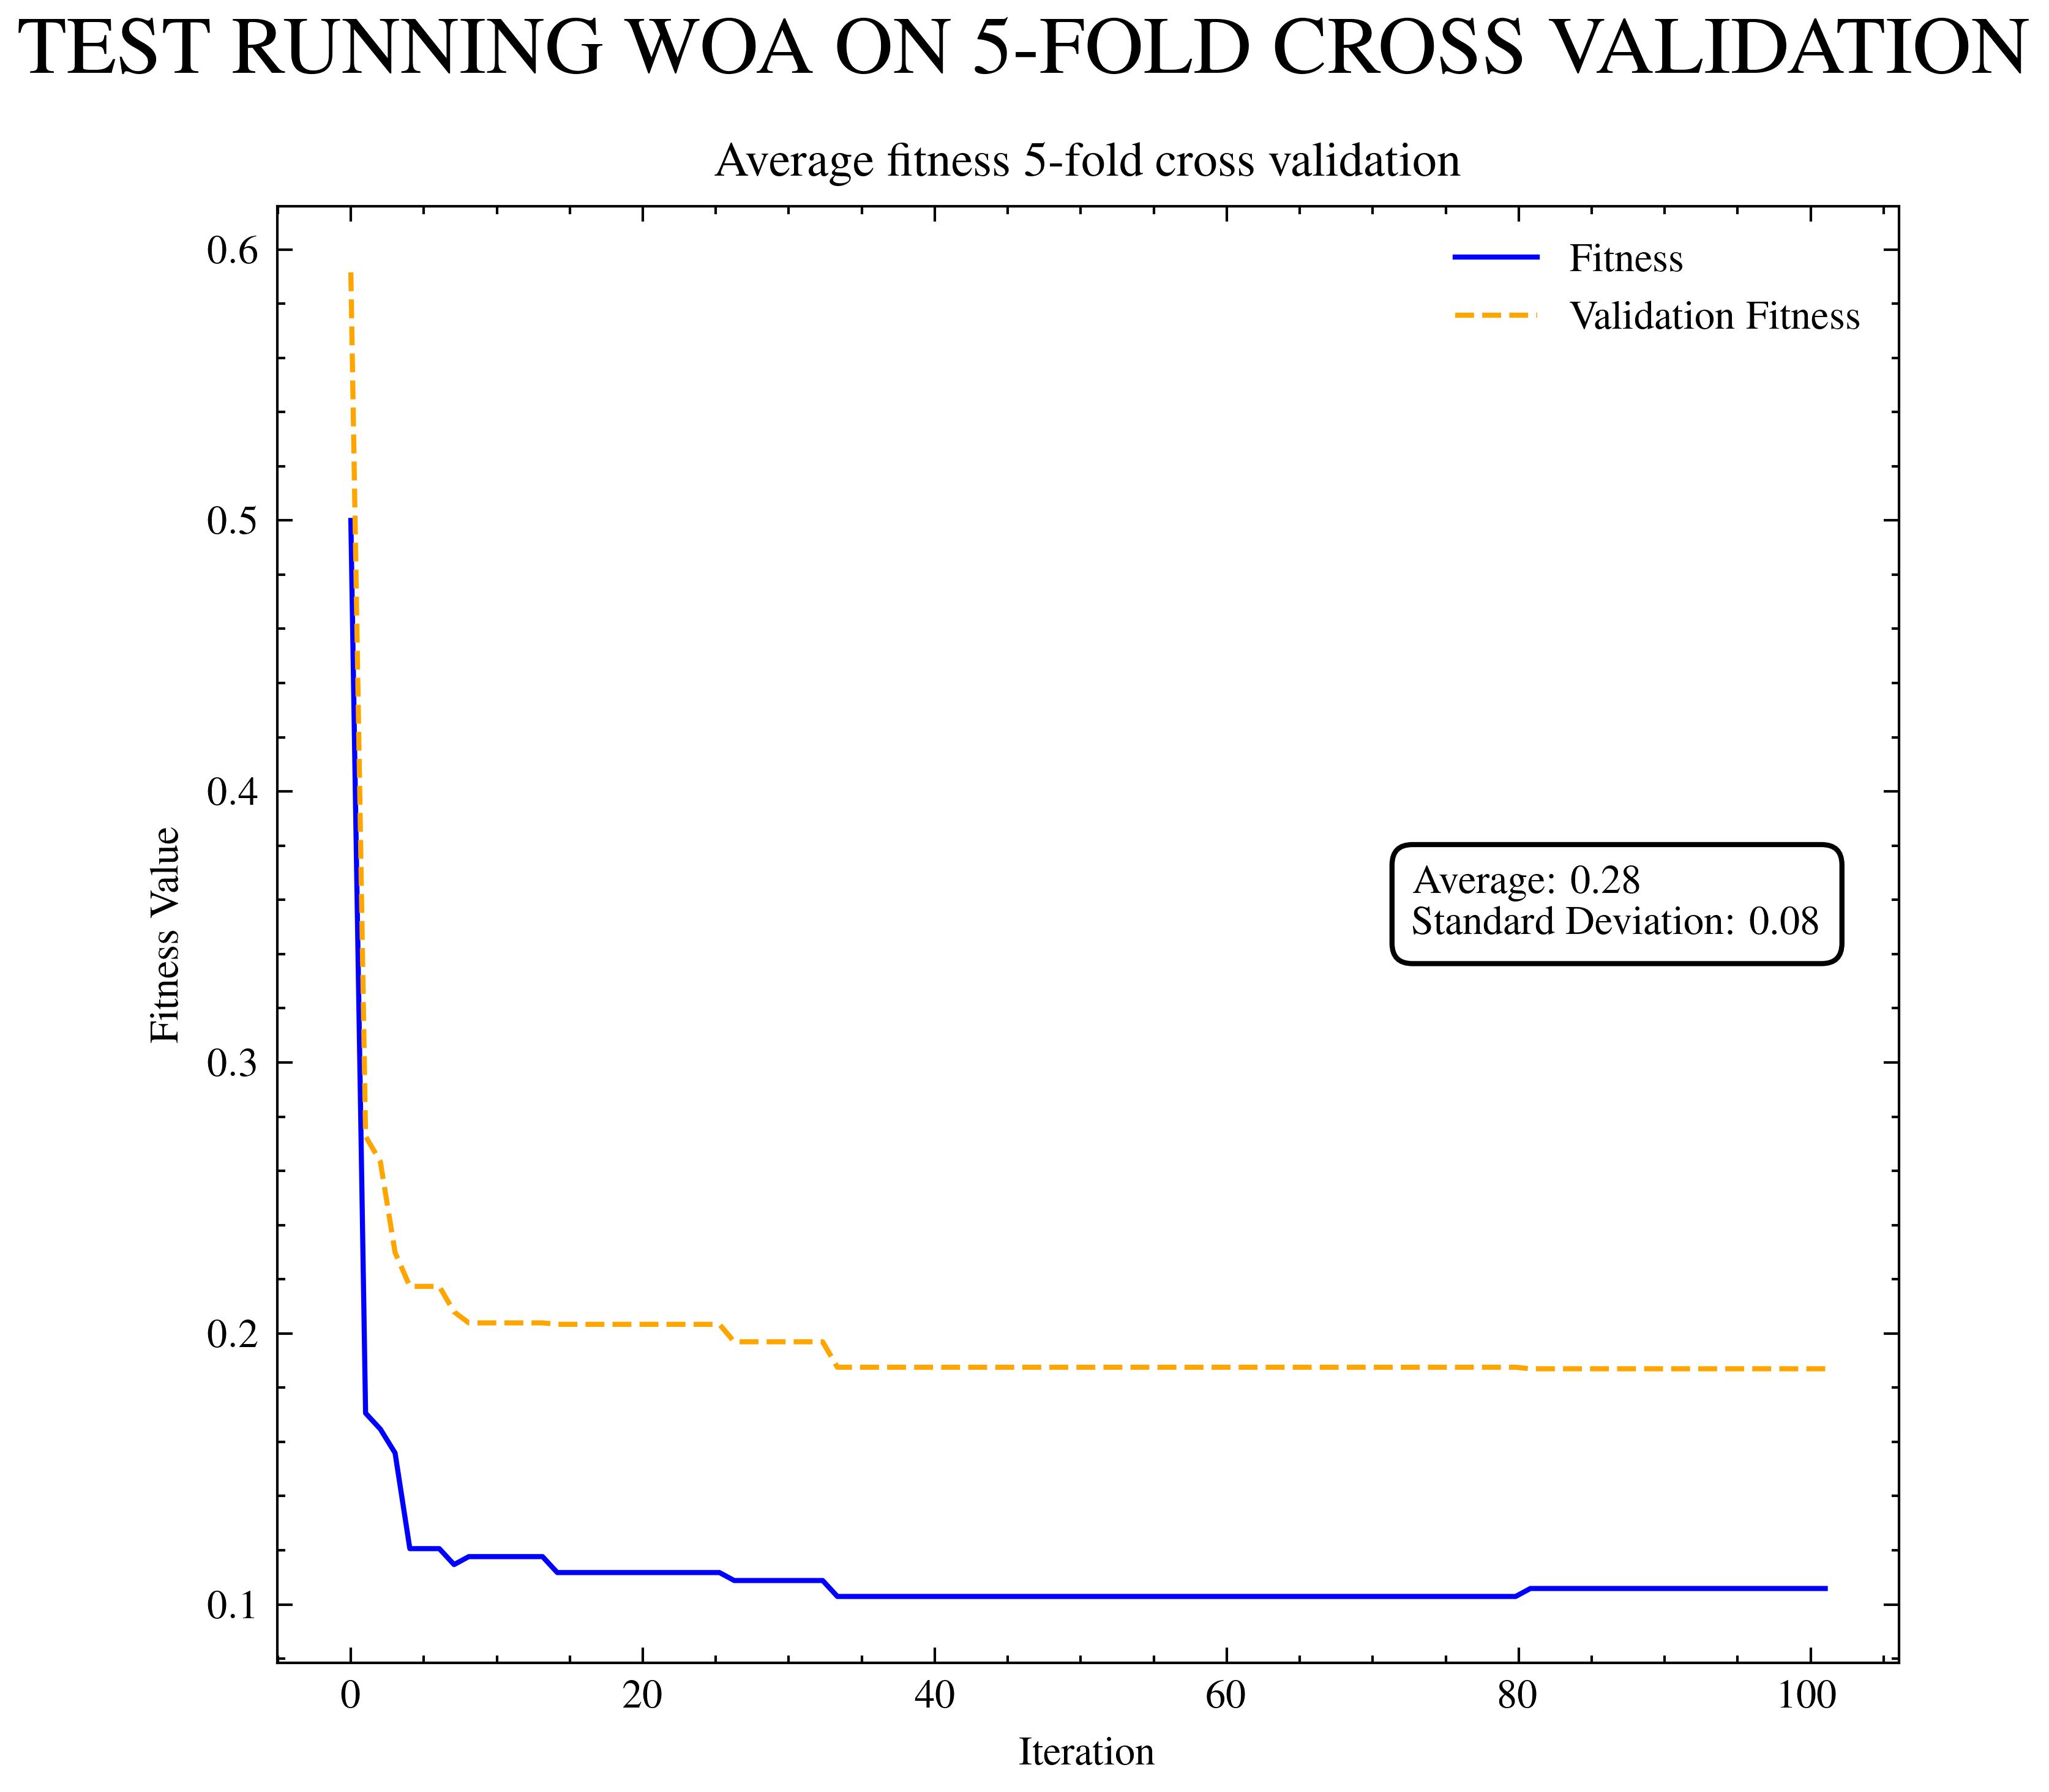 TEST RUNNING WOA ON 5-FOLD CROSS VALIDATION
Average fitness 5-fold cross validation
Fitness
Validation Fitness
0.6
0.5
0.4
0.3
0.2
0.1
Fitness Value
Average: 0.28
Standard Deviation: 0.08
0 20 40 60 80 100
Iteration